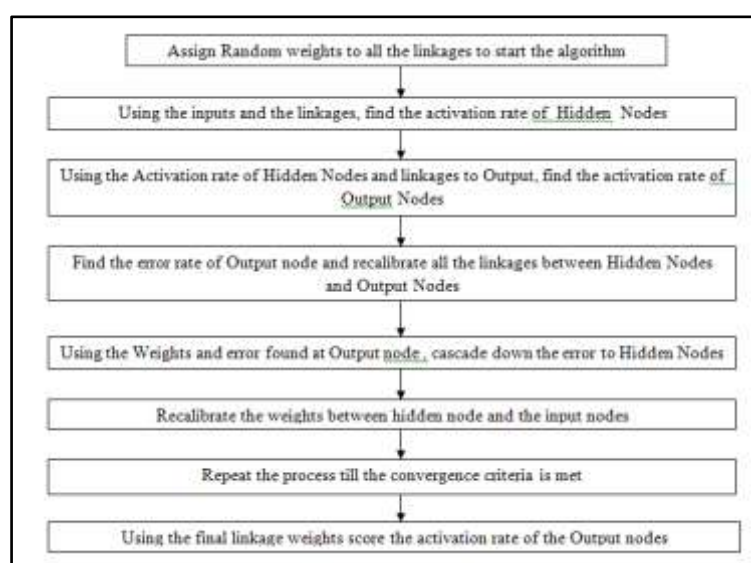 Assign Random weights to all the linkages to start the algorithm
Using the inputs and the linkages, find the activation rate of Hidden Nodes
Using the Activation rate of Hidden Nodes and linkages to Output, find the activation rate of
Output Nodes
Find the error rate of Output node and recalibrate all the linkages between Hidden Nodes
and Output Nodes
Using the Weights and error found at Output node , cascade down the error to Hidden Nodes
Recalibrate the weights between hidden node and the input nodes
Repeat the process till the convergence criteria is met
Using the final linkage weights score the activation rate of the Output nodes